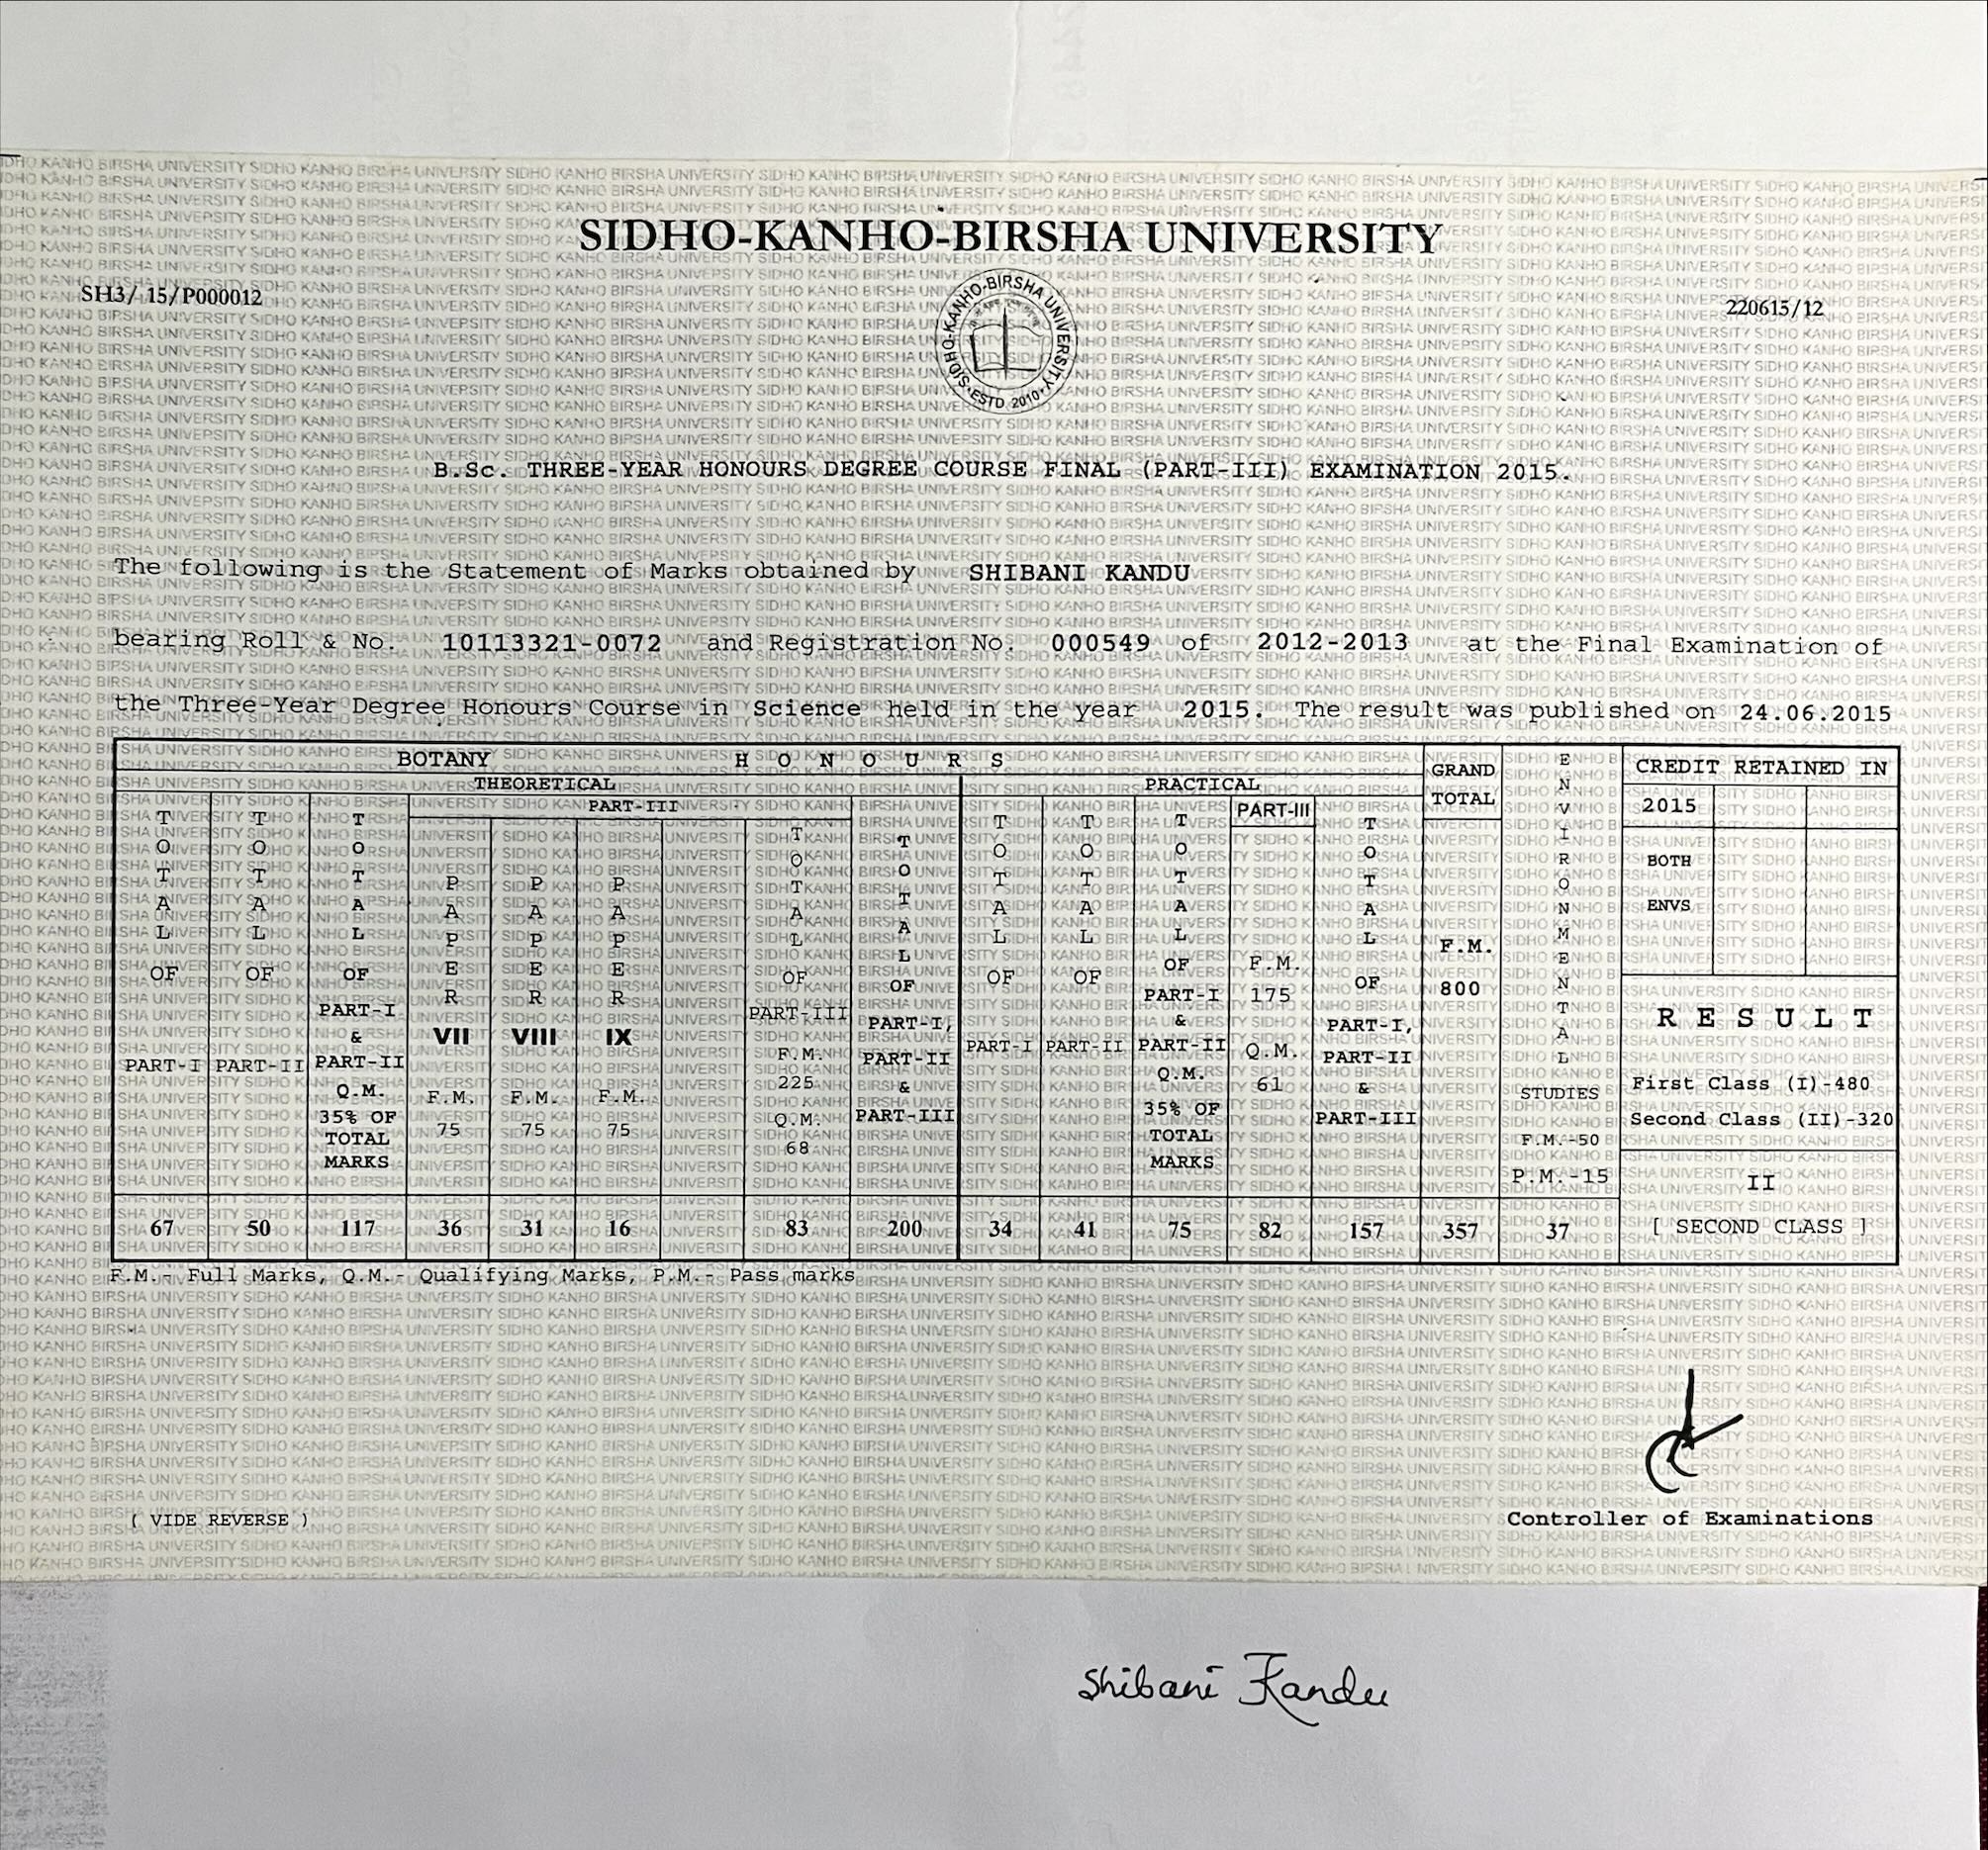 SIDHO-KANHO-BIRSHA UNIVERSITY
SH3/ 15/P000012
220615/12
SIDHO-KANHO-BIRSHA UNIVERSITY
ESTD 2010
B.Sc. THREE-YEAR HONOURS DEGREE COURSE FINAL (PART-III) EXAMINATION 2015.
The following is the Statement of Marks obtained by SHIBANI KANDU
bearing Roll & No. 10113321-0072 and Registration No. 000549 of 2012-2013 at the Final Examination of
the Three-Year Degree Honours Course in Science held in the year 2015. The result was published on 24.06.2015
BOTANY H O N O U R S
THEORETICAL
PART-III
TOTAL OF PART-I
TOTAL OF PART-II
TOTAL OF PART-I & PART-II Q.M. 35% OF TOTAL MARKS
PAPER VII F.M. 75
PAPER VIII F.M. 75
PAPER IX F.M. 75
TOTAL OF PART-III F.M. 225 Q.M. 68
TOTAL OF PART-I, PART-II & PART-III
PRACTICAL
TOTAL OF PART-I
TOTAL OF PART-II
TOTAL OF PART-I & PART-II Q.M. 35% OF TOTAL MARKS
PART-III F.M. 175 Q.M. 61
TOTAL OF PART-I, PART-II & PART-III
GRAND TOTAL F.M. 800
ENVIRONMENTAL STUDIES F.M.-50 P.M.-15
CREDIT RETAINED IN
2015
BOTH
ENVS
R E S U L T
First Class (I)-480
Second Class (II)-320
II
[ SECOND CLASS ]
67 50 117 36 31 16 83 200 34 41 75 82 157 357 37
F.M.- Full Marks, Q.M.- Qualifying Marks, P.M.- Pass marks
( VIDE REVERSE )
Controller of Examinations
Shibani Kandu